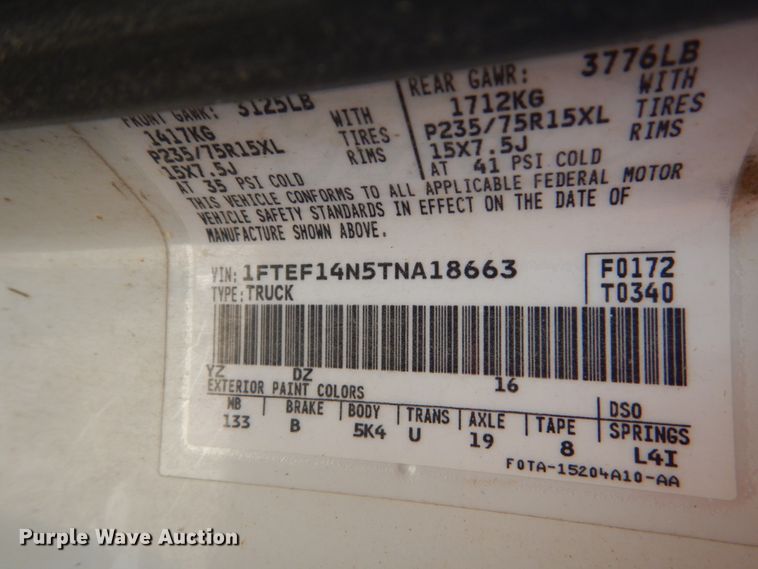 FRONT GAWR: 3125LB REAR GAWR: 3776LB
1417KG WITH 1712KG WITH
P235/75R15XL TIRES P235/75R15XL TIRES
15X7.5J RIMS 15X7.5J RIMS
AT 35 PSI COLD AT 41 PSI COLD
THIS VEHICLE CONFORMS TO ALL APPLICABLE FEDERAL MOTOR
VEHICLE SAFETY STANDARDS IN EFFECT ON THE DATE OF
MANUFACTURE SHOWN ABOVE.
VIN: 1FTEF14N5TNA18663 F0172
TYPE: TRUCK T0340
YZ DZ 16
EXTERIOR PAINT COLORS DSO
WB BRAKE BODY TRANS AXLE TAPE SPRINGS
133 B 5K4 U 19 8 L4I
F0TA-15204A10-AA
Purple Wave Auction